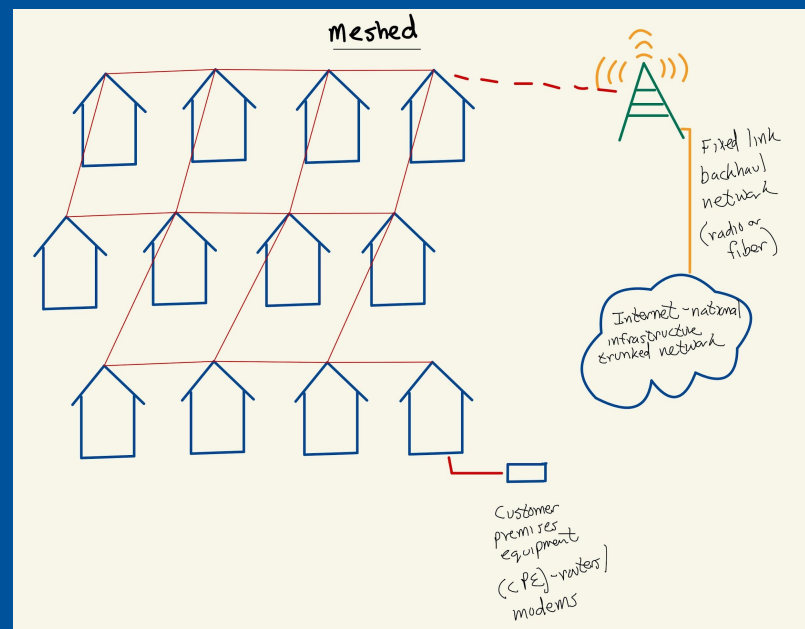 Meshed
Fixed link
backhaul
network
(radio or
fiber)
Internet-national
infrastructure
trunked network
Customer
premises
equipment
(CPE)-routers/
modems